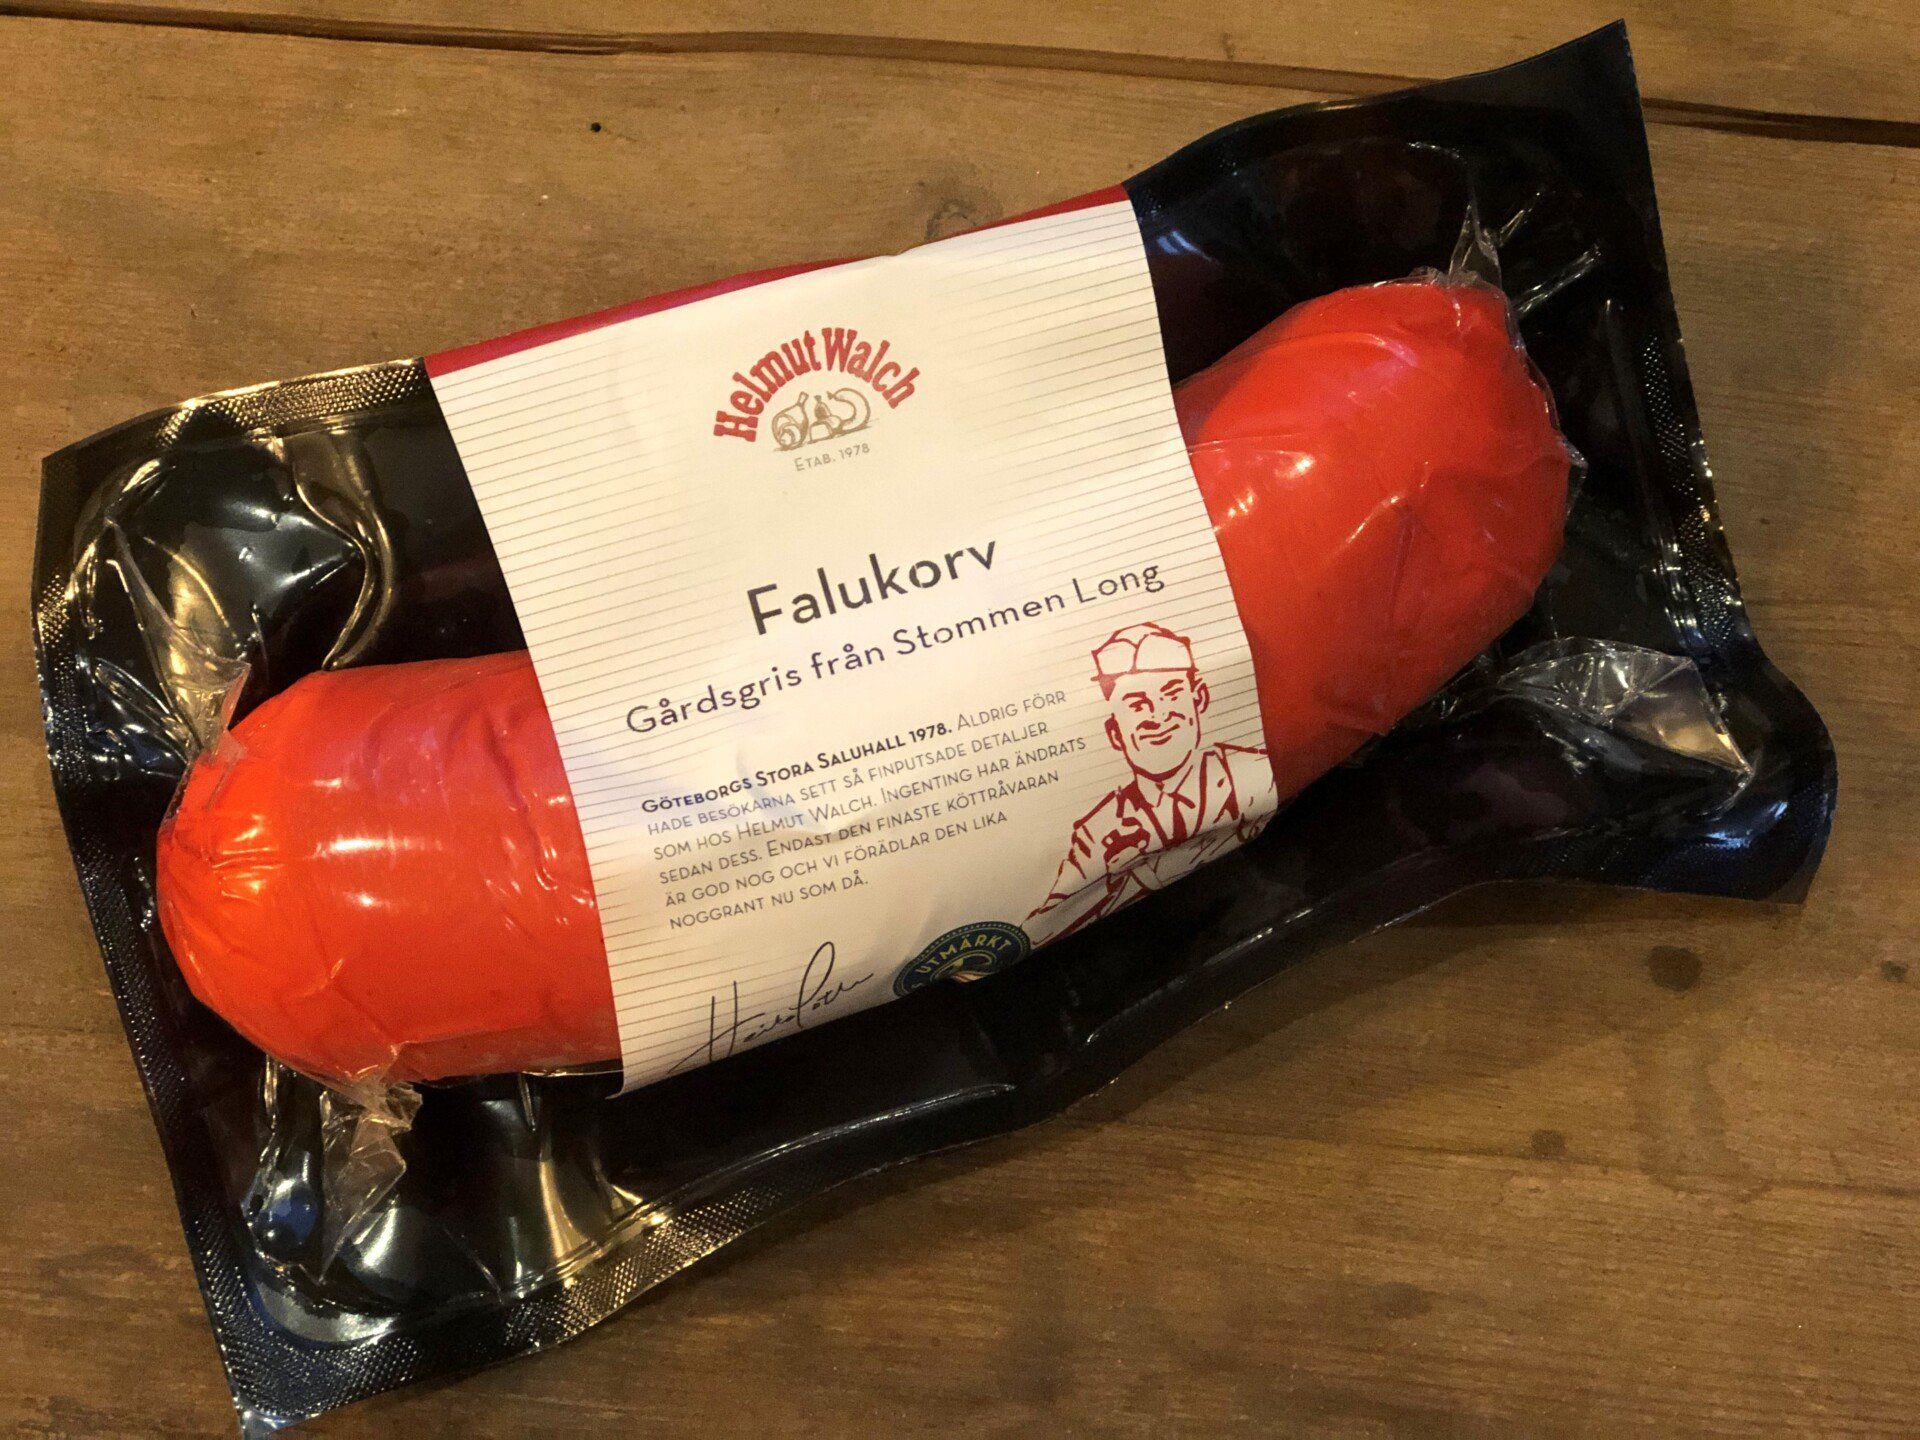 Helmut Walch
ETAB. 1978
Falukorv
Gårdsgris från Stommen Long
GÖTEBORGS STORA SALUHALL 1978. ALDRIG FÖRR
HADE BESÖKARNA SETT SÅ FINPUTSADE DETALJER
SOM HOS HELMUT WALCH. INGENTING HAR ÄNDRATS
SEDAN DESS. ENDAST DEN FINASTE KÖTTRÅVARAN
ÄR GOD NOG OCH VI FÖRÄDLAR DEN LIKA
NOGGRANT NU SOM DÅ.
UTMÄRKT